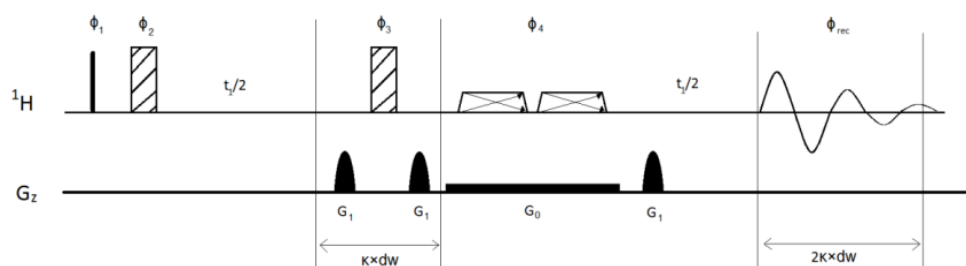 ϕ₁ ϕ₂ ϕ₃ ϕ₄ ϕrec
t₁/2 t₁/2
¹H
Gz
G₁ G₁ G₀ G₁
κ×dw 2κ×dw